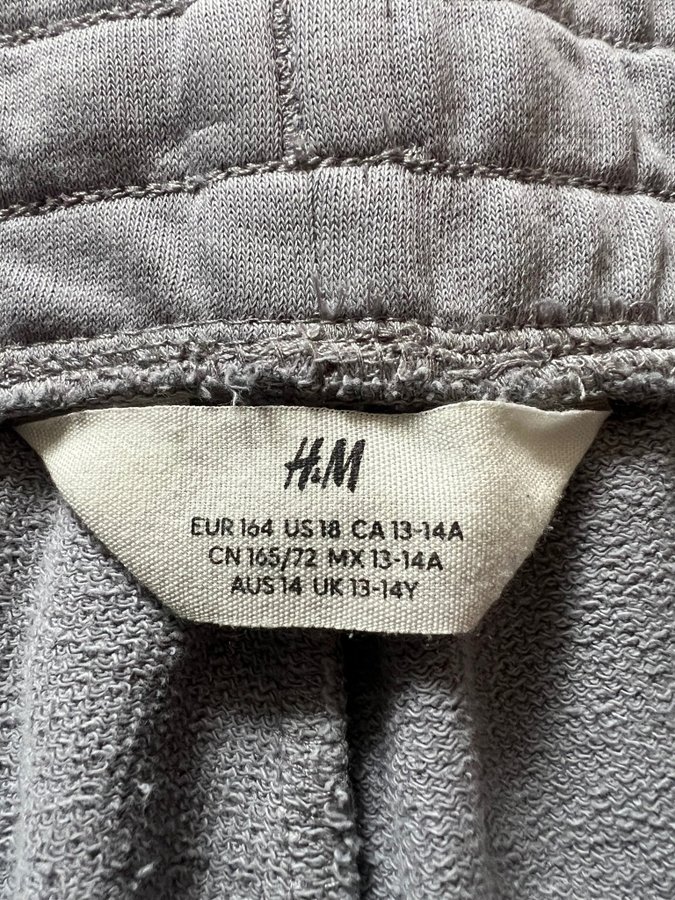 H&M
EUR 164 US 18 CA 13-14A
CN 165/72 MX 13-14A
AUS 14 UK 13-14Y